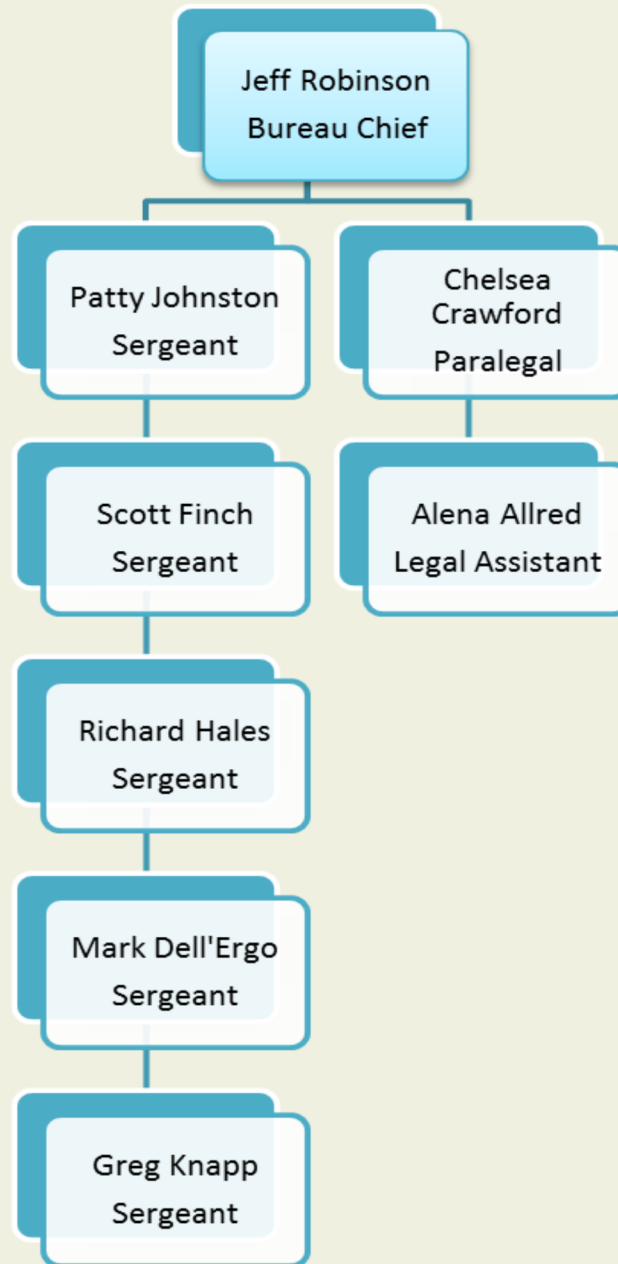 Jeff Robinson
Bureau Chief
Patty Johnston
Sergeant
Chelsea
Crawford
Paralegal
Scott Finch
Sergeant
Alena Allred
Legal Assistant
Richard Hales
Sergeant
Mark Dell'Ergo
Sergeant
Greg Knapp
Sergeant